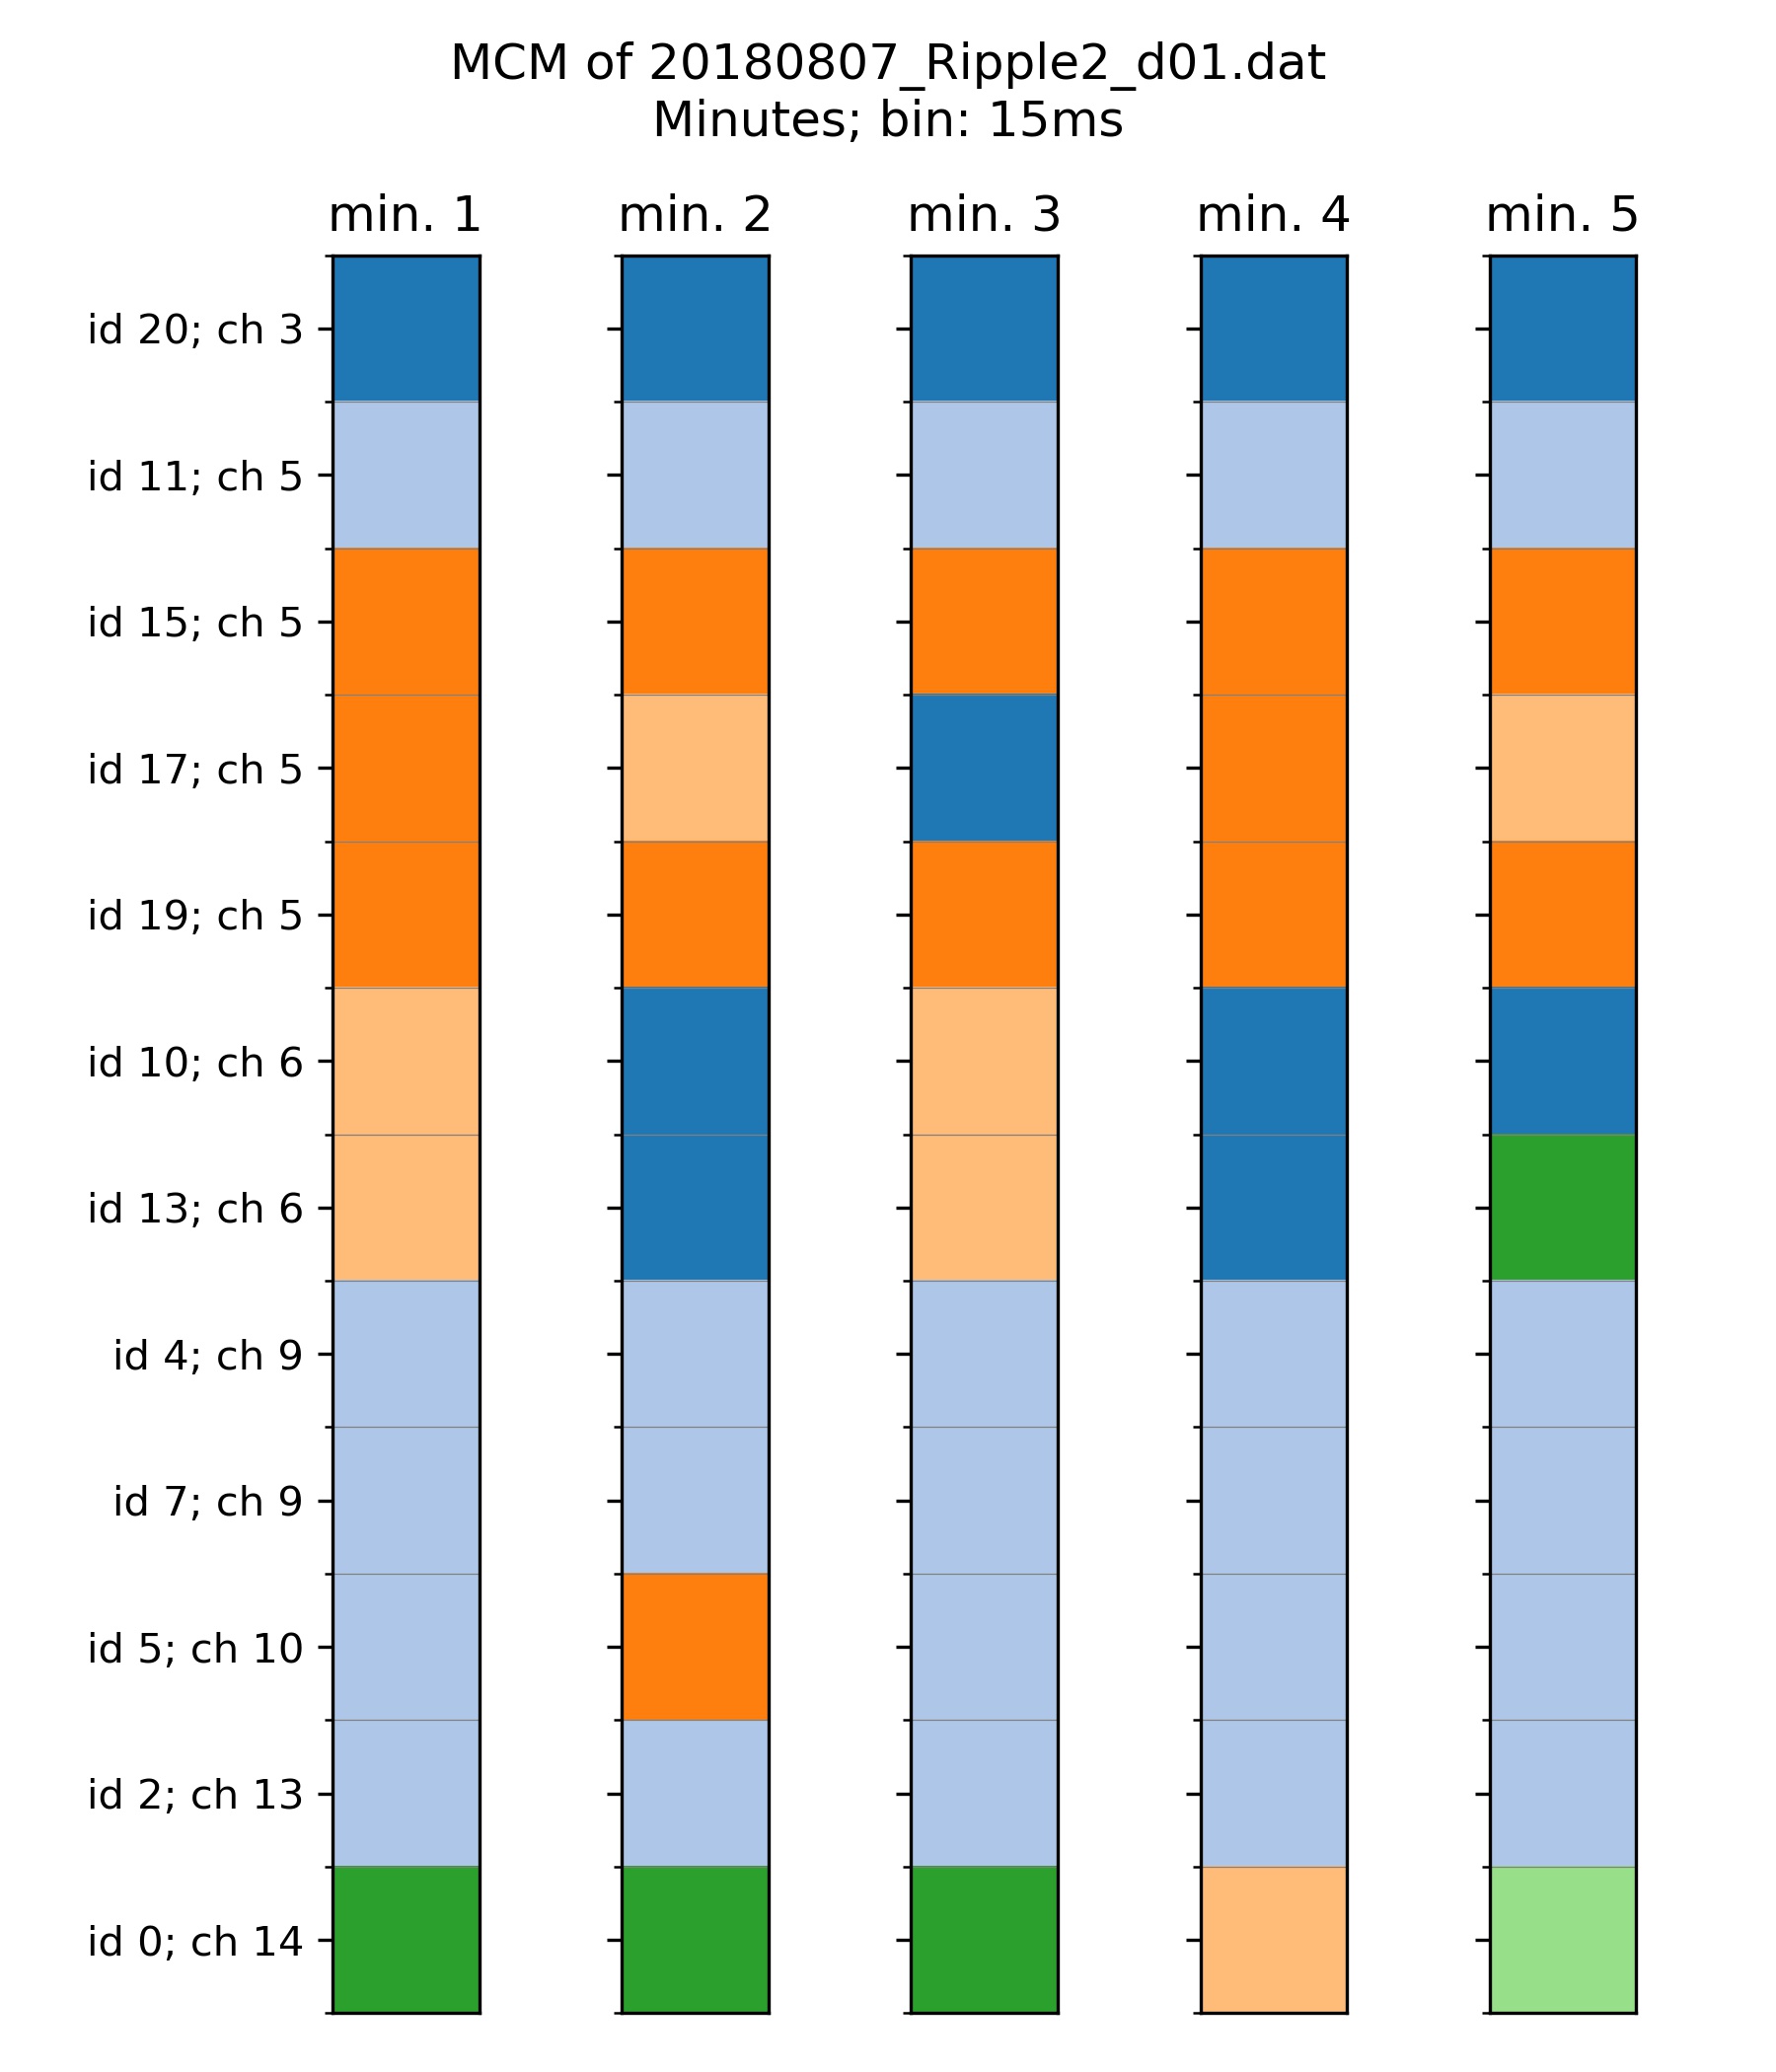 MCM of 20180807_Ripple2_d01.dat
Minutes; bin: 15ms
min. 1 min. 2 min. 3 min. 4 min. 5
id 20; ch 3
id 11; ch 5
id 15; ch 5
id 17; ch 5
id 19; ch 5
id 10; ch 6
id 13; ch 6
id 4; ch 9
id 7; ch 9
id 5; ch 10
id 2; ch 13
id 0; ch 14